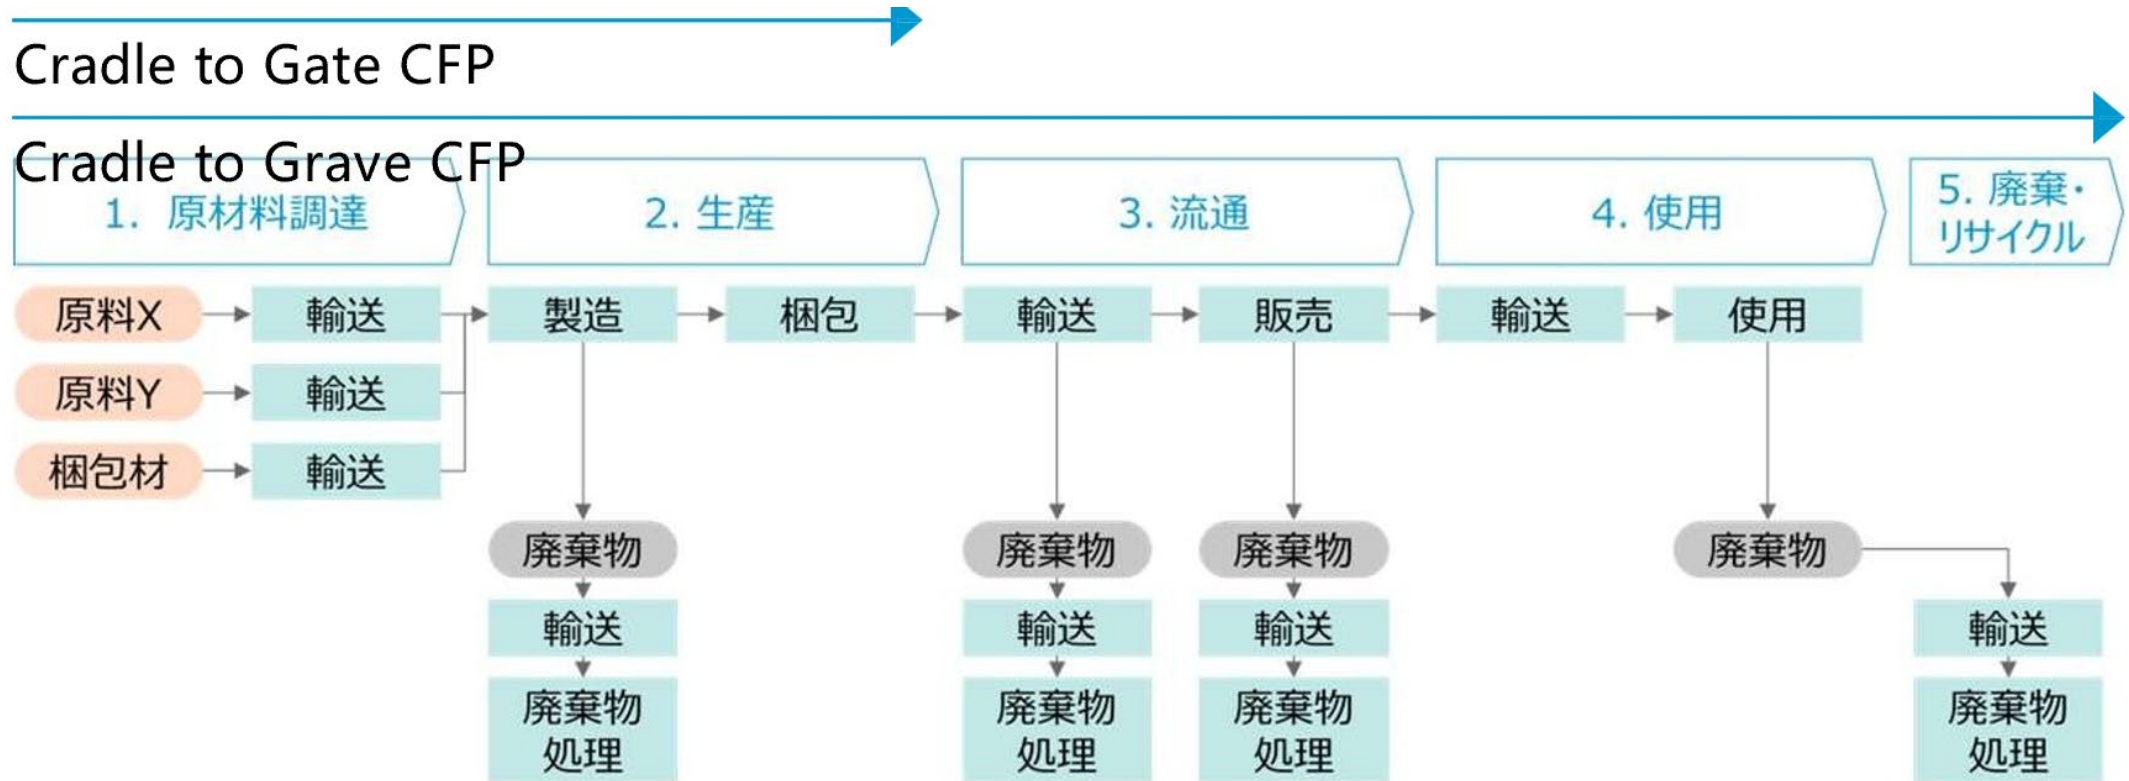 Cradle to Gate CFP
Cradle to Grave CFP
1. 原材料調達
2. 生産
3. 流通
4. 使用
5. 廃棄・
リサイクル
原料X
輸送
製造
梱包
輸送
販売
輸送
使用
原料Y
輸送
梱包材
輸送
廃棄物
廃棄物
廃棄物
廃棄物
輸送
輸送
輸送
輸送
廃棄物
処理
廃棄物
処理
廃棄物
処理
廃棄物
処理